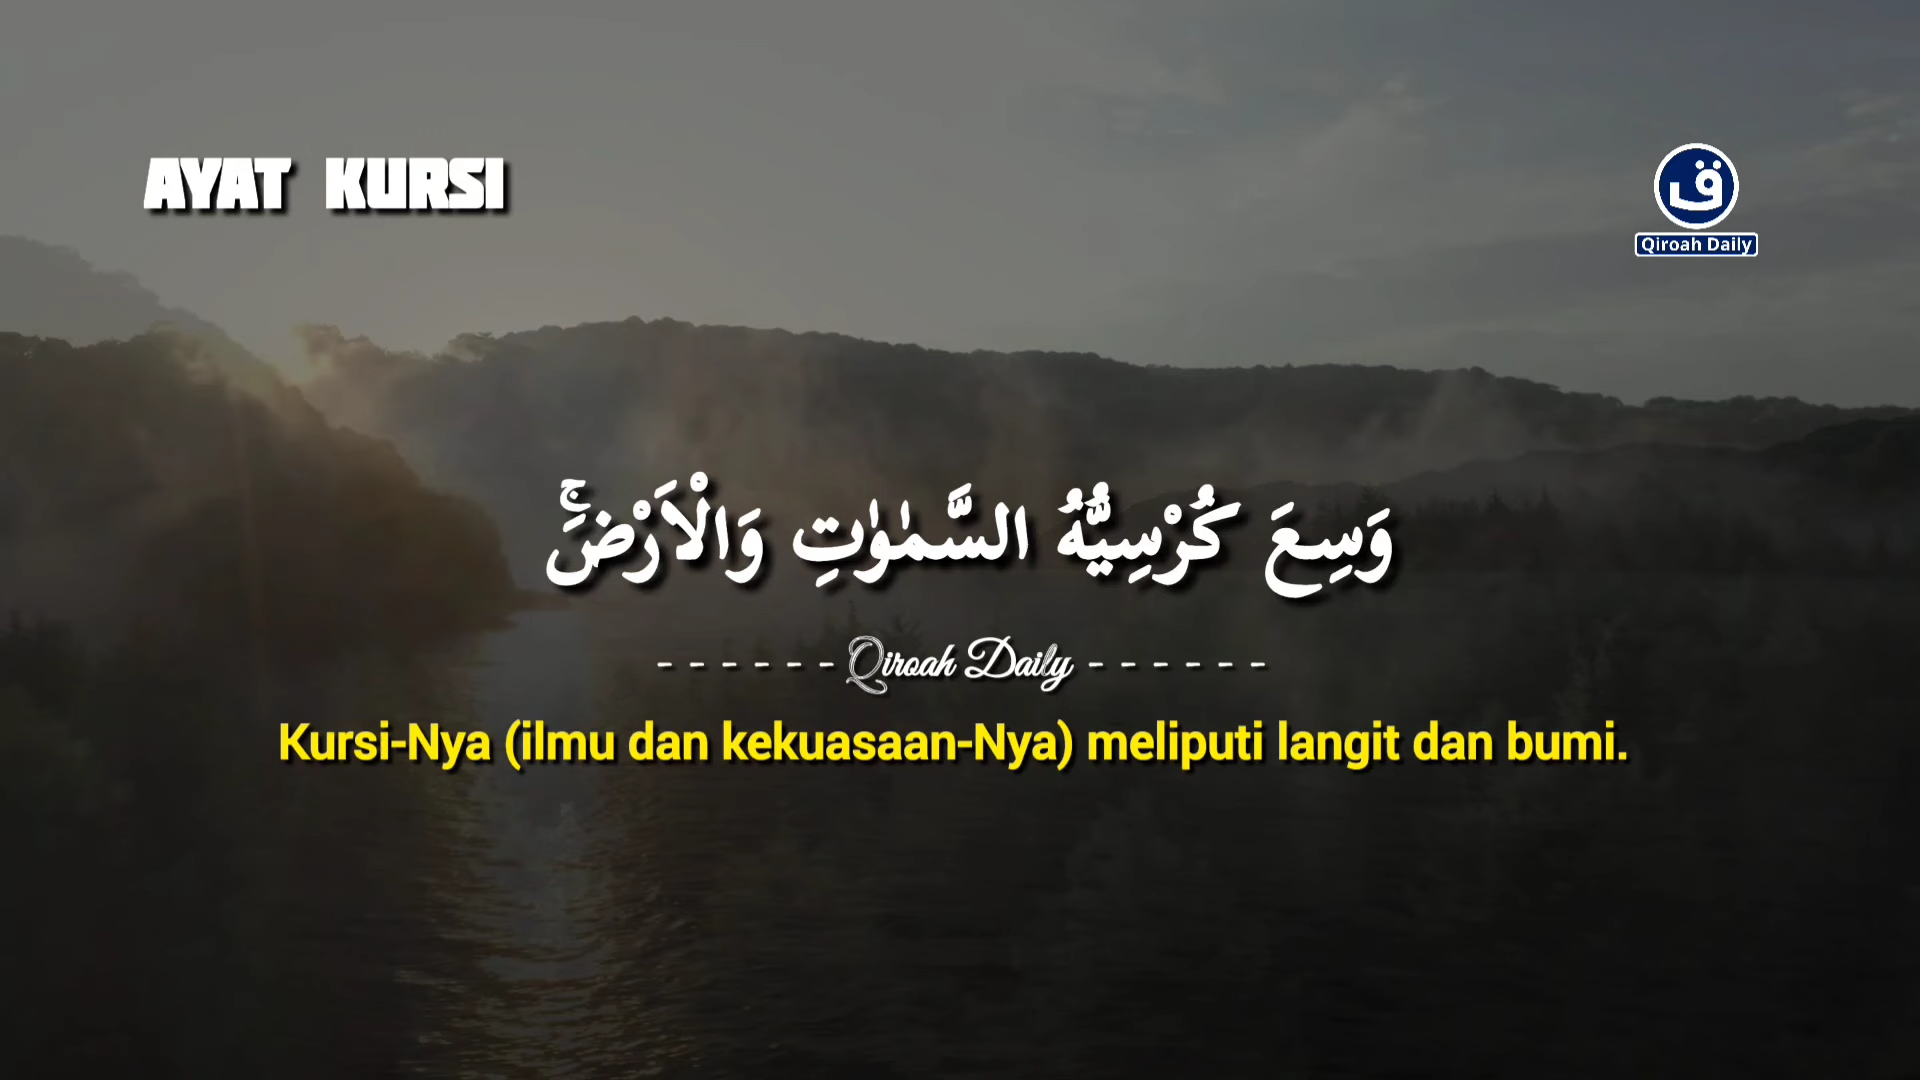 AYAT KURSI
ق
Qiroah Daily
وَسِعَ كُرْسِيُّهُ السَّمٰوٰتِ وَالْاَرْضَۚ
- - - - - - Qiroah Daily - - - - - -
Kursi-Nya (ilmu dan kekuasaan-Nya) meliputi langit dan bumi.